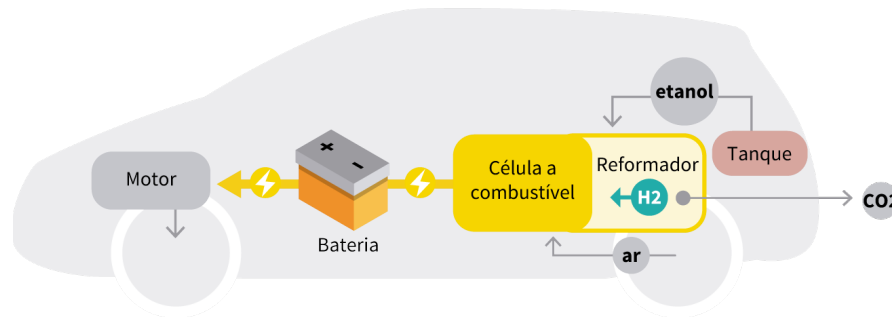 etanol
Motor
+
-
Bateria
Célula a
combustível
Reformador
H2
Tanque
CO2
ar